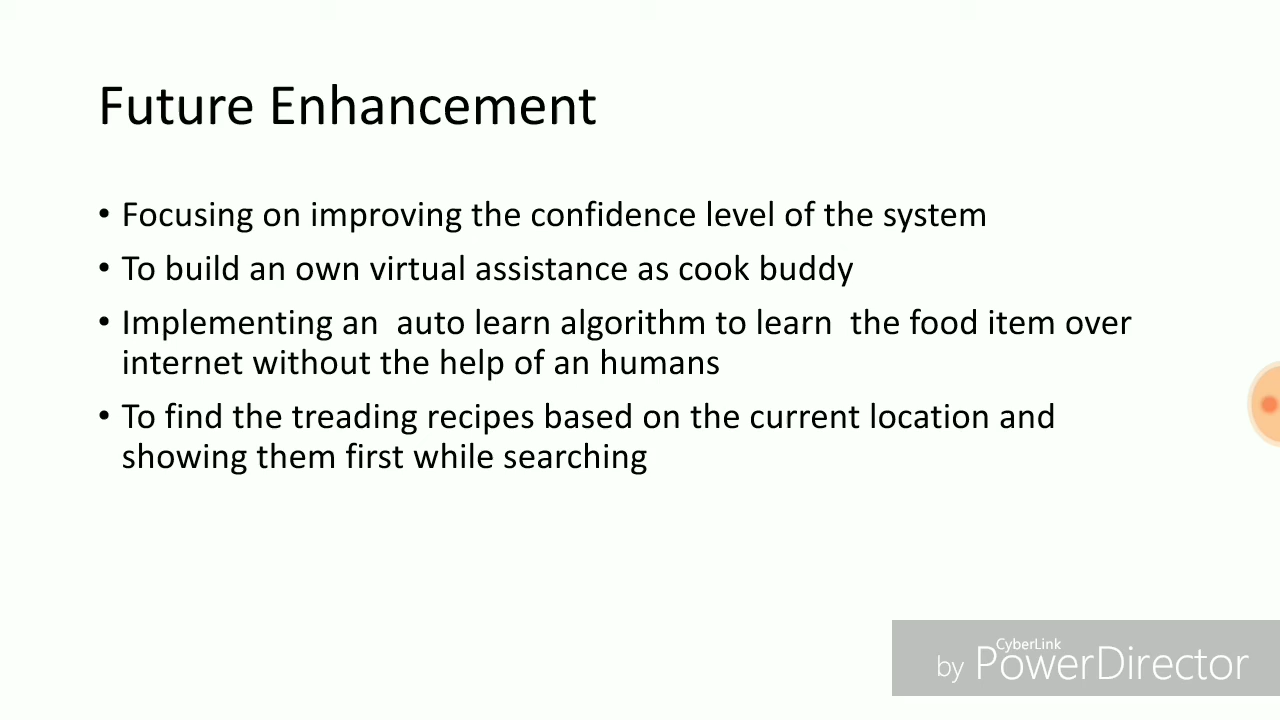 Future Enhancement
• Focusing on improving the confidence level of the system
• To build an own virtual assistance as cook buddy
• Implementing an  auto learn algorithm to learn  the food item over
internet without the help of an humans
• To find the treading recipes based on the current location and
showing them first while searching
CyberLink
by PowerDirector